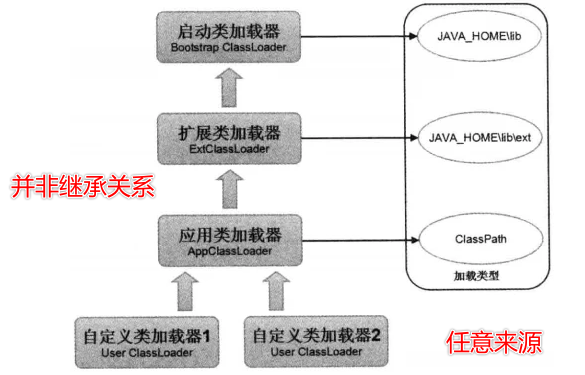 启动类加载器
Bootstrap ClassLoader
JAVA_HOME\lib
扩展类加载器
ExtClassLoader
JAVA_HOME\lib\ext
并非继承关系
应用类加载器
AppClassLoader
ClassPath
加载类型
自定义类加载器1
User ClassLoader
自定义类加载器2
User ClassLoader
任意来源